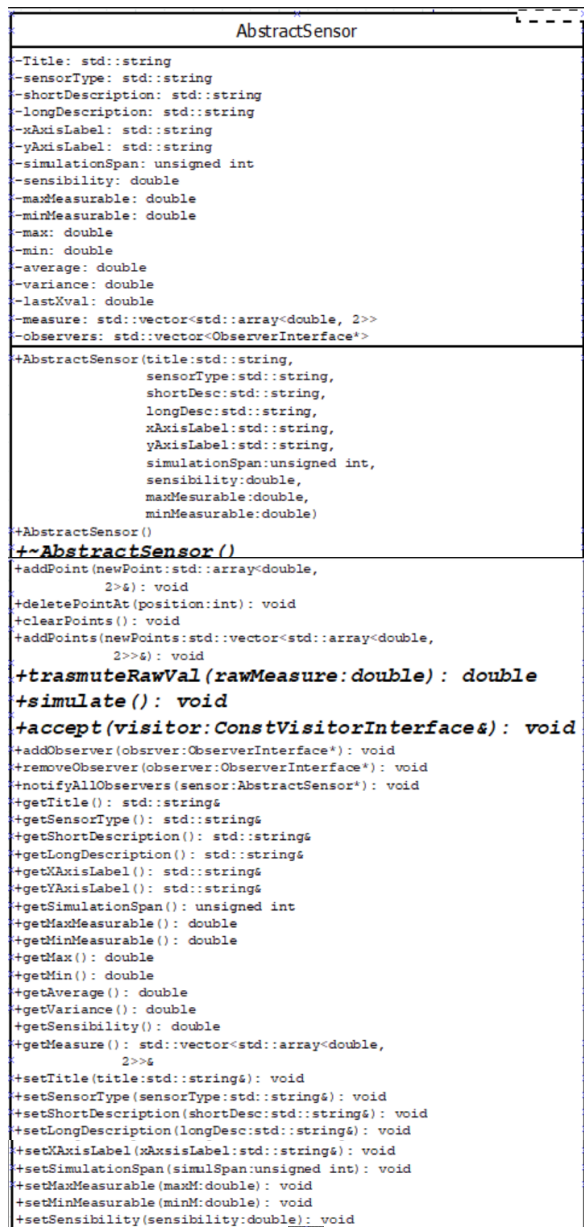 AbstractSensor
-Title: std::string
-sensorType: std::string
-shortDescription: std::string
-longDescription: std::string
-xAxisLabel: std::string
-yAxisLabel: std::string
-simulationSpan: unsigned int
-sensibility: double
-maxMeasurable: double
-minMeasurable: double
-max: double
-min: double
-average: double
-variance: double
-lastXval: double
-measure: std::vector<std::array<double, 2>>
-observers: std::vector<ObserverInterface*>
+AbstractSensor(title:std::string,
sensorType:std::string,
shortDesc:std::string,
longDesc:std::string,
xAxisLabel:std::string,
yAxisLabel:std::string,
simulationSpan:unsigned int,
sensibility:double,
maxMesurable:double,
minMeasurable:double)
+AbstractSensor()
+~AbstractSensor()
+addPoint(newPoint:std::array<double,
2>&): void
+deletePointAt(position:int): void
+clearPoints(): void
+addPoints(newPoints:std::vector<std::array<double,
2>>&): void
+trasmuteRawVal(rawMeasure:double): double
+simulate(): void
+accept(visitor:ConstVisitorInterface&): void
+addObserver(obsrver:ObserverInterface*): void
+removeObserver(observer:ObserverInterface*): void
+notifyAllObservers(sensor:AbstractSensor*): void
+getTitle(): std::string&
+getSensorType(): std::string&
+getShortDescription(): std::string&
+getLongDescription(): std::string&
+getXAxisLabel(): std::string&
+getYAxisLabel(): std::string&
+getSimulationSpan(): unsigned int
+getMaxMeasurable(): double
+getMinMeasurable(): double
+getMax(): double
+getMin(): double
+getAverage(): double
+getVariance(): double
+getSensibility(): double
+getMeasure(): std::vector<std::array<double,
2>>&
+setTitle(title:std::string&): void
+setSensorType(sensorType:std::string&): void
+setShortDescription(shortDesc:std::string&): void
+setLongDescription(longDesc:std::string&): void
+setXAxisLabel(xAxsisLabel:std::string&): void
+setSimulationSpan(simulSpan:unsigned int): void
+setMaxMeasurable(maxM:double): void
+setMinMeasurable(minM:double): void
+setSensibility(sensibility:double): void